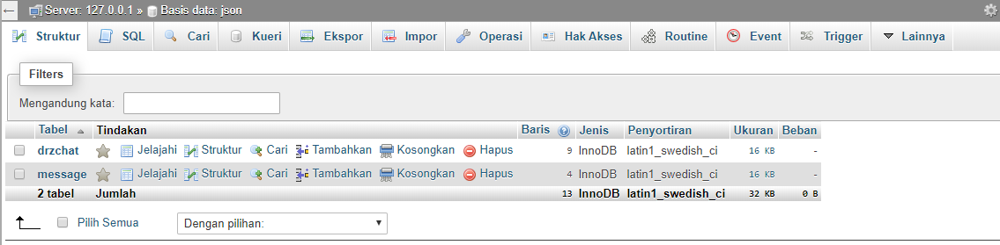 Server: 127.0.0.1 » Basis data: json
Struktur SQL Cari Kueri Ekspor Impor Operasi Hak Akses Routine Event Trigger Lainnya
Filters
Mengandung kata:
Tabel Tindakan Baris Jenis Penyortiran Ukuran Beban
drzchat Jelajahi Struktur Cari Tambahkan Kosongkan Hapus 9 InnoDB latin1_swedish_ci 16 KB -
message Jelajahi Struktur Cari Tambahkan Kosongkan Hapus 4 InnoDB latin1_swedish_ci 16 KB -
2 tabel Jumlah 13 InnoDB latin1_swedish_ci 32 KB 0 B
Pilih Semua Dengan pilihan: